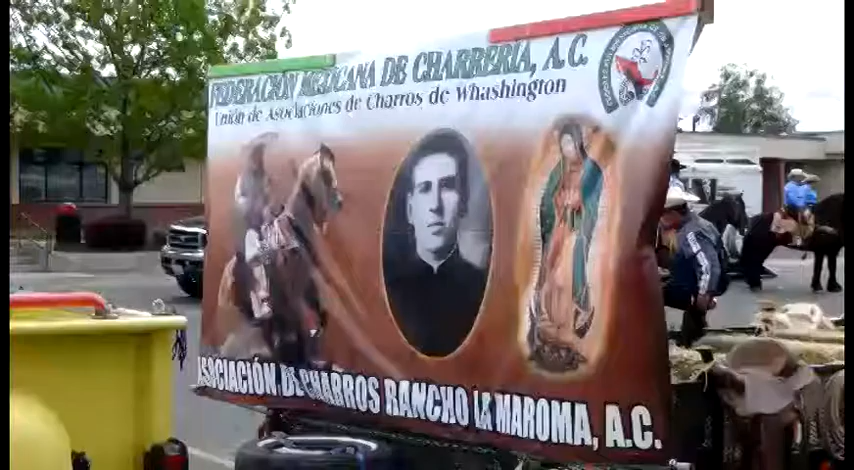 FEDERACIÓN MEXICANA DE CHARRERIA, A.C.
Unión de Asociaciones de Charros de Whashington
ASOCIACIÓN DE CHARROS RANCHO LA MAROMA, A.C.